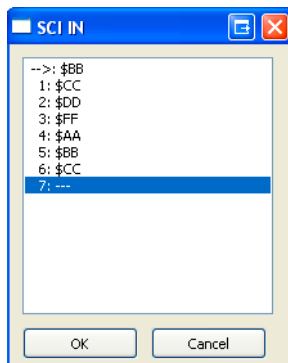 SCI IN
-->: $BB
1: $CC
2: $DD
3: $FF
4: $AA
5: $BB
6: $CC
7: ---
OK
Cancel